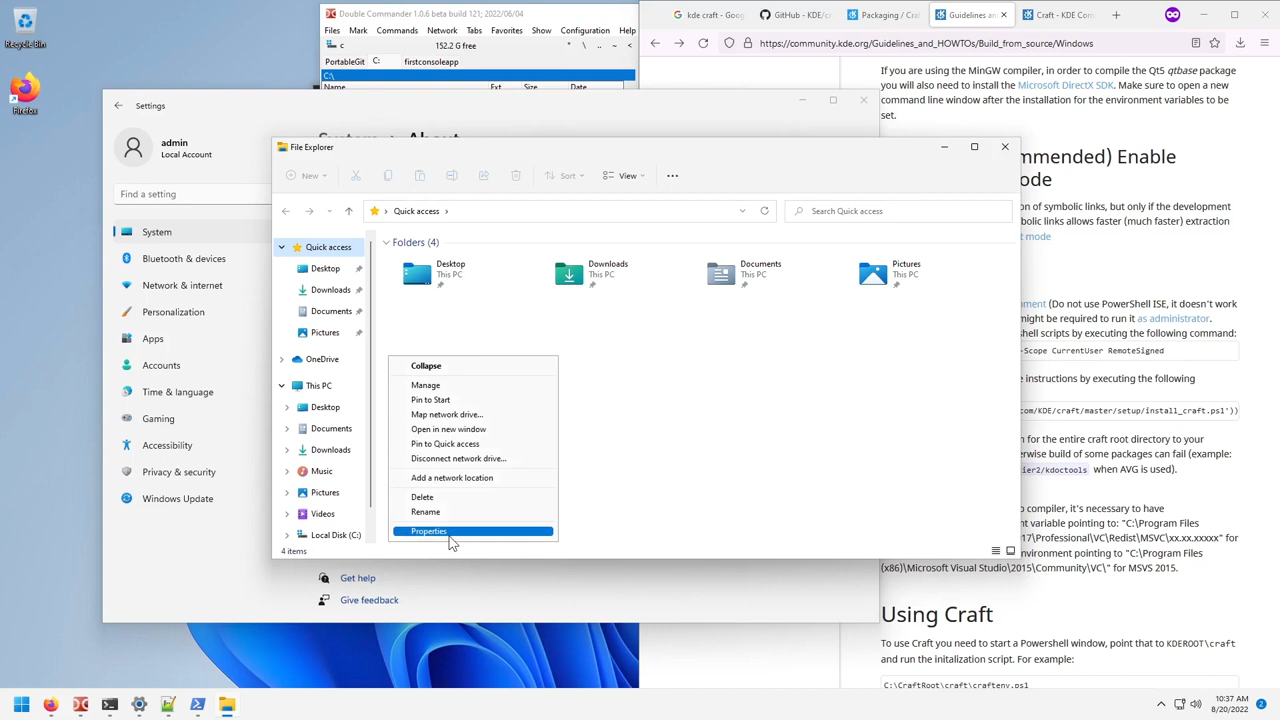 Recycle Bin
Firefox
Double Commander 1.0.6 beta build 121; 2022/06/04
Files Mark Commands Network Tabs Favorites Show Configuration Help
c 152.2 G free * \ .. ~ <
PortableGit C: firstconsoleapp
C:\
Name Ext Size Date
kde craft - Goog
GitHub - KDE/c
Packaging / Cra
Guidelines an
Craft - KDE Com
https://community.kde.org/Guidelines_and_HOWTOs/Build_from_source/Windows
If you are using the MinGW compiler, in order to compile the Qt5 qtbase package
you will also need to install the Microsoft DirectX SDK. Make sure to open a new
command line window after the installation for the environment variables to be
set.
mmended) Enable
ode
on of symbolic links, but only if the development
bolic links allows faster (much faster) extraction
t mode
nment (Do not use PowerShell ISE, it doesn't work
might be required to run it as administrator.
shell scripts by executing the following command:
-Scope CurrentUser RemoteSigned
e instructions by executing the following
com/KDE/craft/master/setup/install_craft.ps1'))
n for the entire craft root directory to your
erwise build of some packages can fail (example:
ier2/kdoctools when AVG is used).
compiler, it's necessary to have
nt variable pointing to "C:\Program Files
17\Professional\VC\Redist\MSVC\xx.xx.xxxxx" for
environment pointing to "C:\Program Files
(x86)\Microsoft Visual Studio\2015\Community\VC\" for MSVS 2015.
Using Craft
To use Craft you need to start a Powershell window, point that to KDEROOT\craft
and run the initalization script. For example:
C:\CraftRoot\craft\craftenv.ps1
Settings
admin
Local Account
Find a setting
System
Bluetooth & devices
Network & internet
Personalization
Apps
Accounts
Time & language
Gaming
Accessibility
Privacy & security
Windows Update
System > About
Get help
Give feedback
File Explorer
New
Sort
View
Quick access
Search Quick access
Quick access
Desktop
Downloads
Documents
Pictures
OneDrive
This PC
Desktop
Documents
Downloads
Music
Pictures
Videos
Local Disk (C:)
Folders (4)
Desktop
This PC
Downloads
This PC
Documents
This PC
Pictures
This PC
Collapse
Manage
Pin to Start
Map network drive...
Open in new window
Pin to Quick access
Disconnect network drive...
Add a network location
Delete
Rename
Properties
4 items
10:37 AM
8/20/2022
2